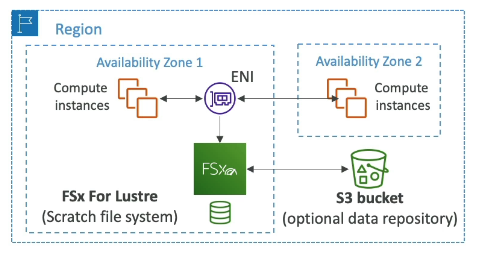 Region
Availability Zone 1
Availability Zone 2
ENI
Compute
instances
Compute
instances
FSx
FSx For Lustre
(Scratch file system)
S3 bucket
(optional data repository)